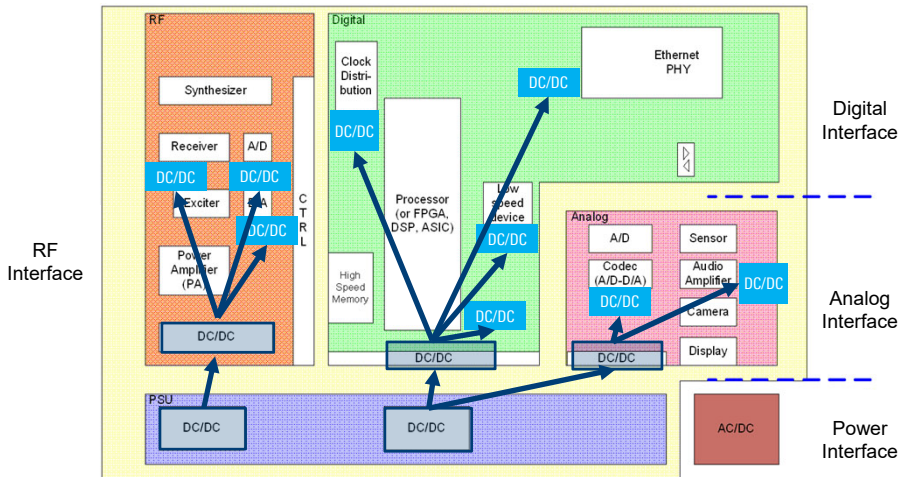 RF
Synthesizer
Receiver
A/D
DC/DC
DC/DC
Exciter
DC/DC
Power
Amplifier
(PA)
C
T
R
L
DC/DC
RF
Interface
Digital
Clock
Distri-
bution
DC/DC
Ethernet
PHY
DC/DC
Processor
(or FPGA,
DSP, ASIC)
Low
speed
device
DC/DC
High
Speed
Memory
DC/DC
DC/DC
Digital
Interface
Analog
A/D
Sensor
Codec
(A/D-D/A)
Audio
Amplifier
DC/DC
DC/DC
Camera
DC/DC
Display
Analog
Interface
PSU
DC/DC
DC/DC
AC/DC
Power
Interface